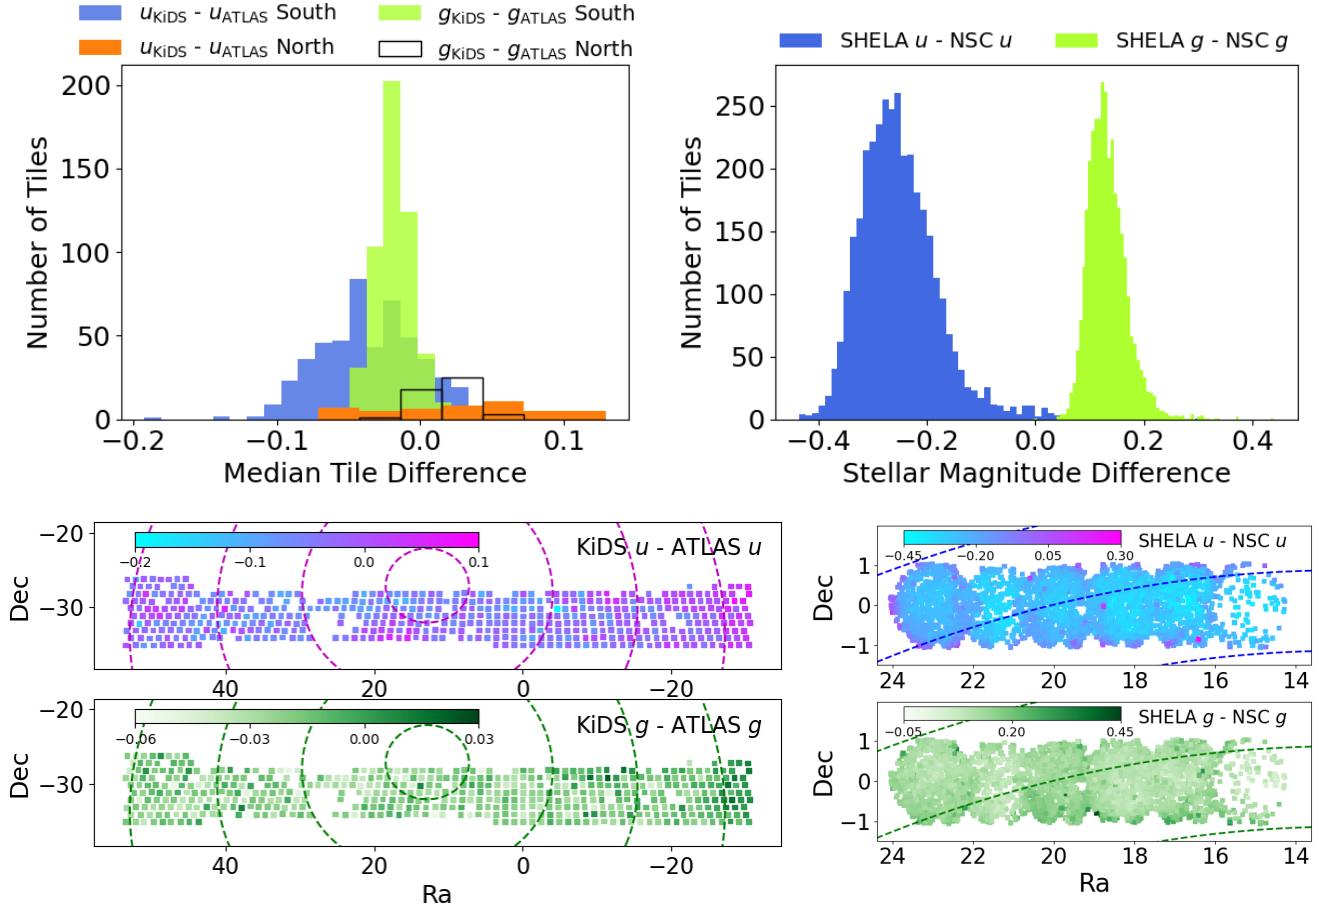 u_KiDS - u_ATLAS South
g_KiDS - g_ATLAS South
u_KiDS - u_ATLAS North
g_KiDS - g_ATLAS North
200
150
100
50
0
Number of Tiles
−0.2 −0.1 0.0 0.1
Median Tile Difference
SHELA u - NSC u
SHELA g - NSC g
250
200
150
100
50
0
Number of Tiles
−0.4 −0.2 0.0 0.2 0.4
Stellar Magnitude Difference
−20
−30
Dec
−0.2 −0.1 0.0 0.1
KiDS u - ATLAS u
40 20 0 −20
−20
−30
Dec
−0.06 −0.03 0.00 0.03
KiDS g - ATLAS g
40 20 0 −20
Ra
1
0
−1
Dec
−0.45 −0.20 0.05 0.30
SHELA u - NSC u
24 22 20 18 16 14
1
0
−1
Dec
−0.05 0.20 0.45
SHELA g - NSC g
24 22 20 18 16 14
Ra